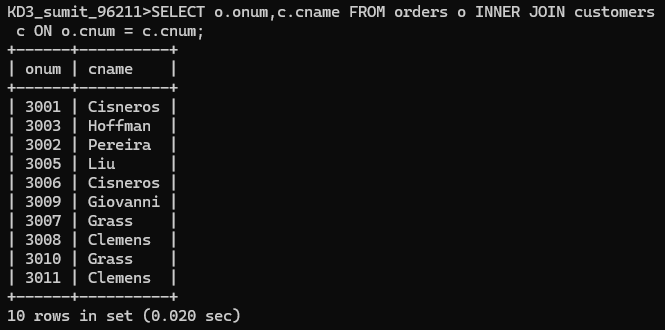 KD3_sumit_96211>SELECT o.onum,c.cname FROM orders o INNER JOIN customers
 c ON o.cnum = c.cnum;
+------+----------+
| onum | cname    |
+------+----------+
| 3001 | Cisneros |
| 3003 | Hoffman  |
| 3002 | Pereira  |
| 3005 | Liu      |
| 3006 | Cisneros |
| 3009 | Giovanni |
| 3007 | Grass    |
| 3008 | Clemens  |
| 3010 | Grass    |
| 3011 | Clemens  |
+------+----------+
10 rows in set (0.020 sec)